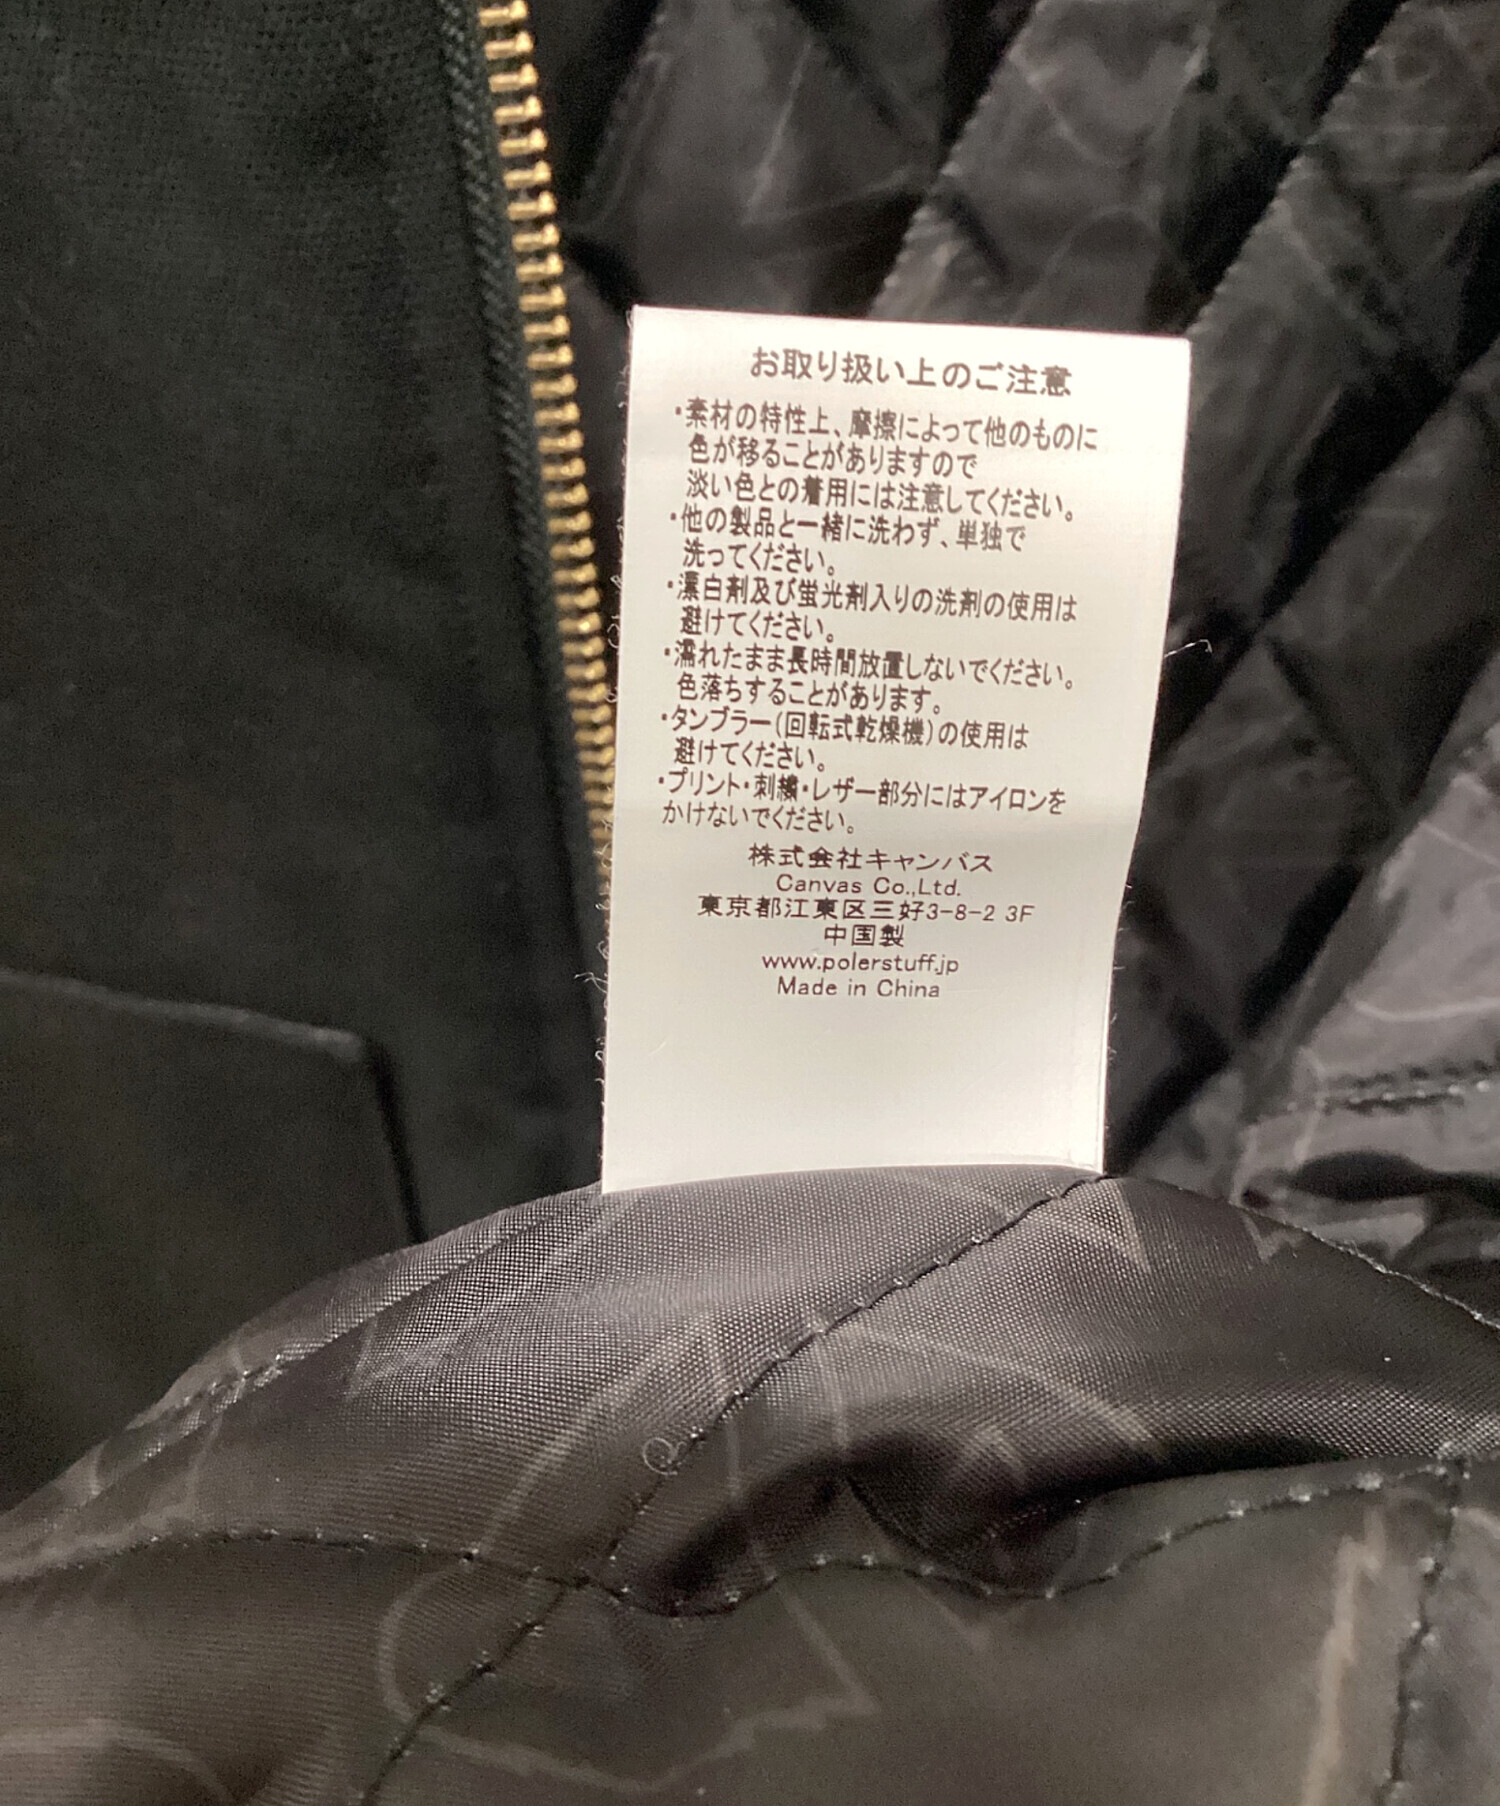 お取り扱い上のご注意
・素材の特性上、摩擦によって他のものに
色が移ることがありますので
淡い色との着用には注意してください。
・他の製品と一緒に洗わず、単独で
洗ってください。
・漂白剤及び蛍光剤入りの洗剤の使用は
避けてください。
・濡れたまま長時間放置しないでください。
色落ちすることがあります。
・タンブラー(回転式乾燥機)の使用は
避けてください。
・プリント・刺繍・レザー部分にはアイロンを
かけないでください。
株式会社キャンバス
Canvas Co.,Ltd.
東京都江東区三好3-8-2 3F
中国製
www.polerstuff.jp
Made in China